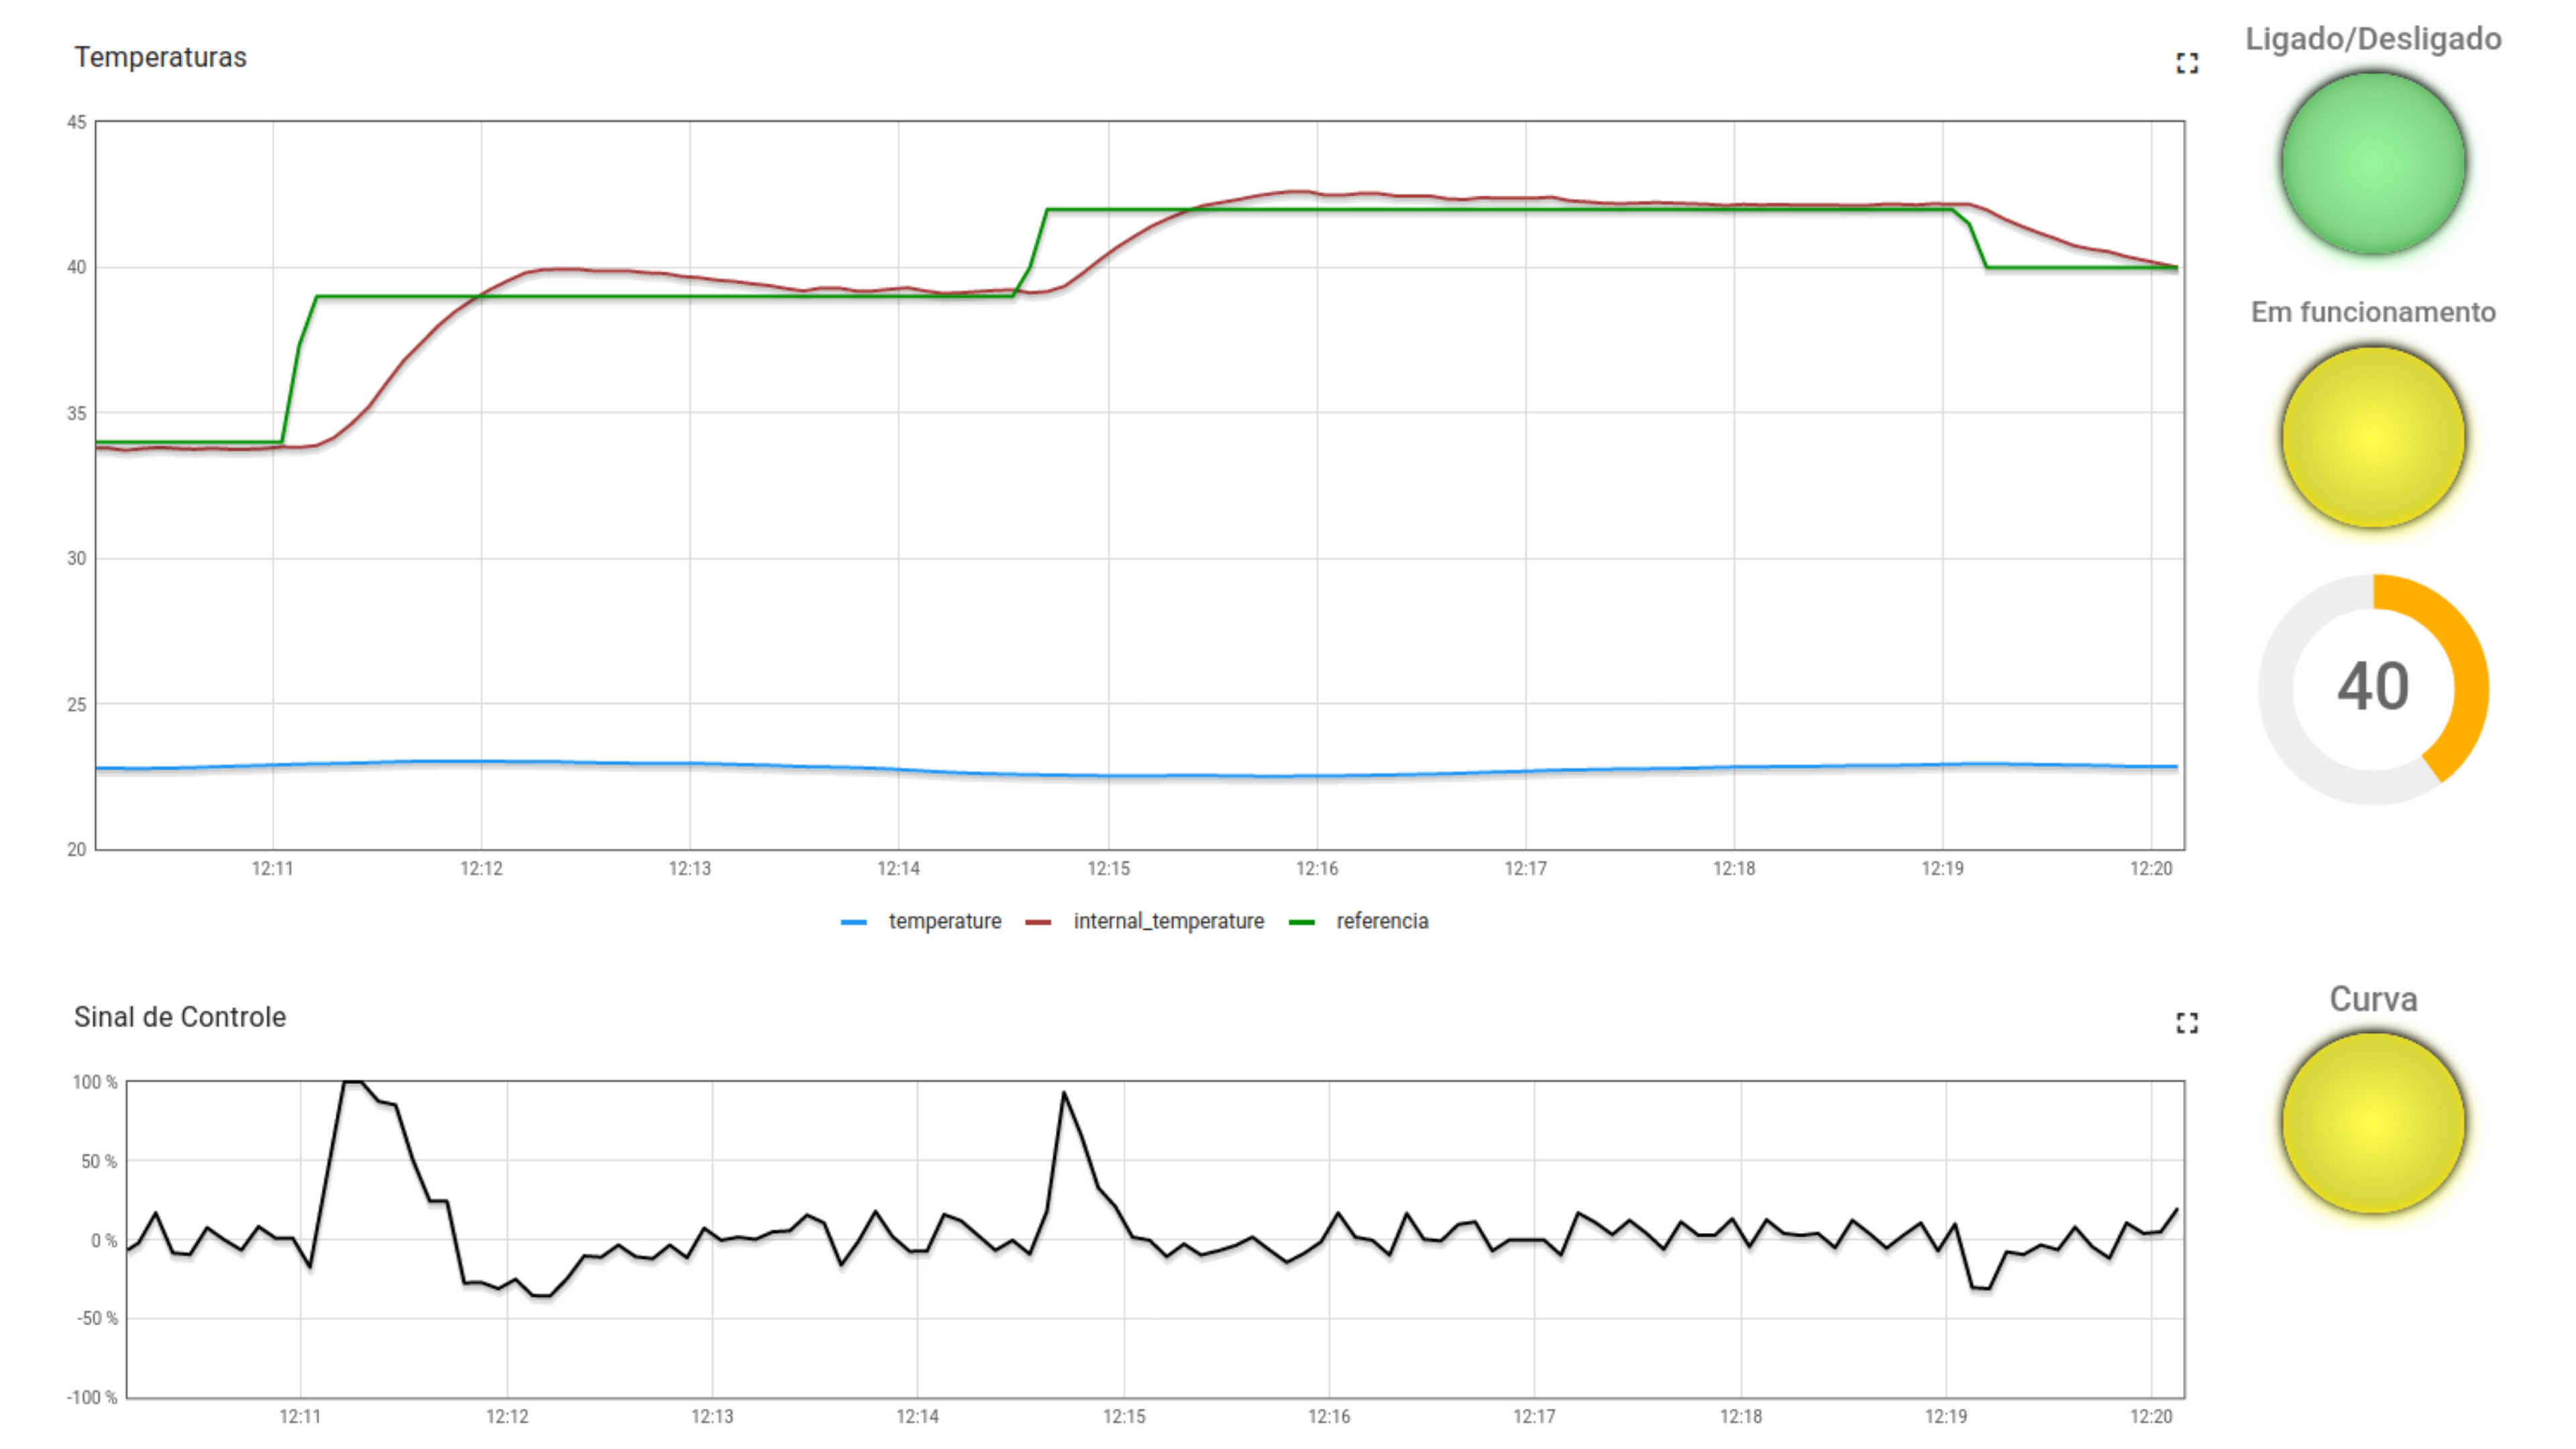 Temperaturas
Ligado/Desligado
45
40
35
30
25
20
12:11 12:12 12:13 12:14 12:15 12:16 12:17 12:18 12:19 12:20
temperature internal_temperature referencia
Em funcionamento
40
Sinal de Controle
Curva
100 %
50 %
0 %
-50 %
-100 %
12:11 12:12 12:13 12:14 12:15 12:16 12:17 12:18 12:19 12:20